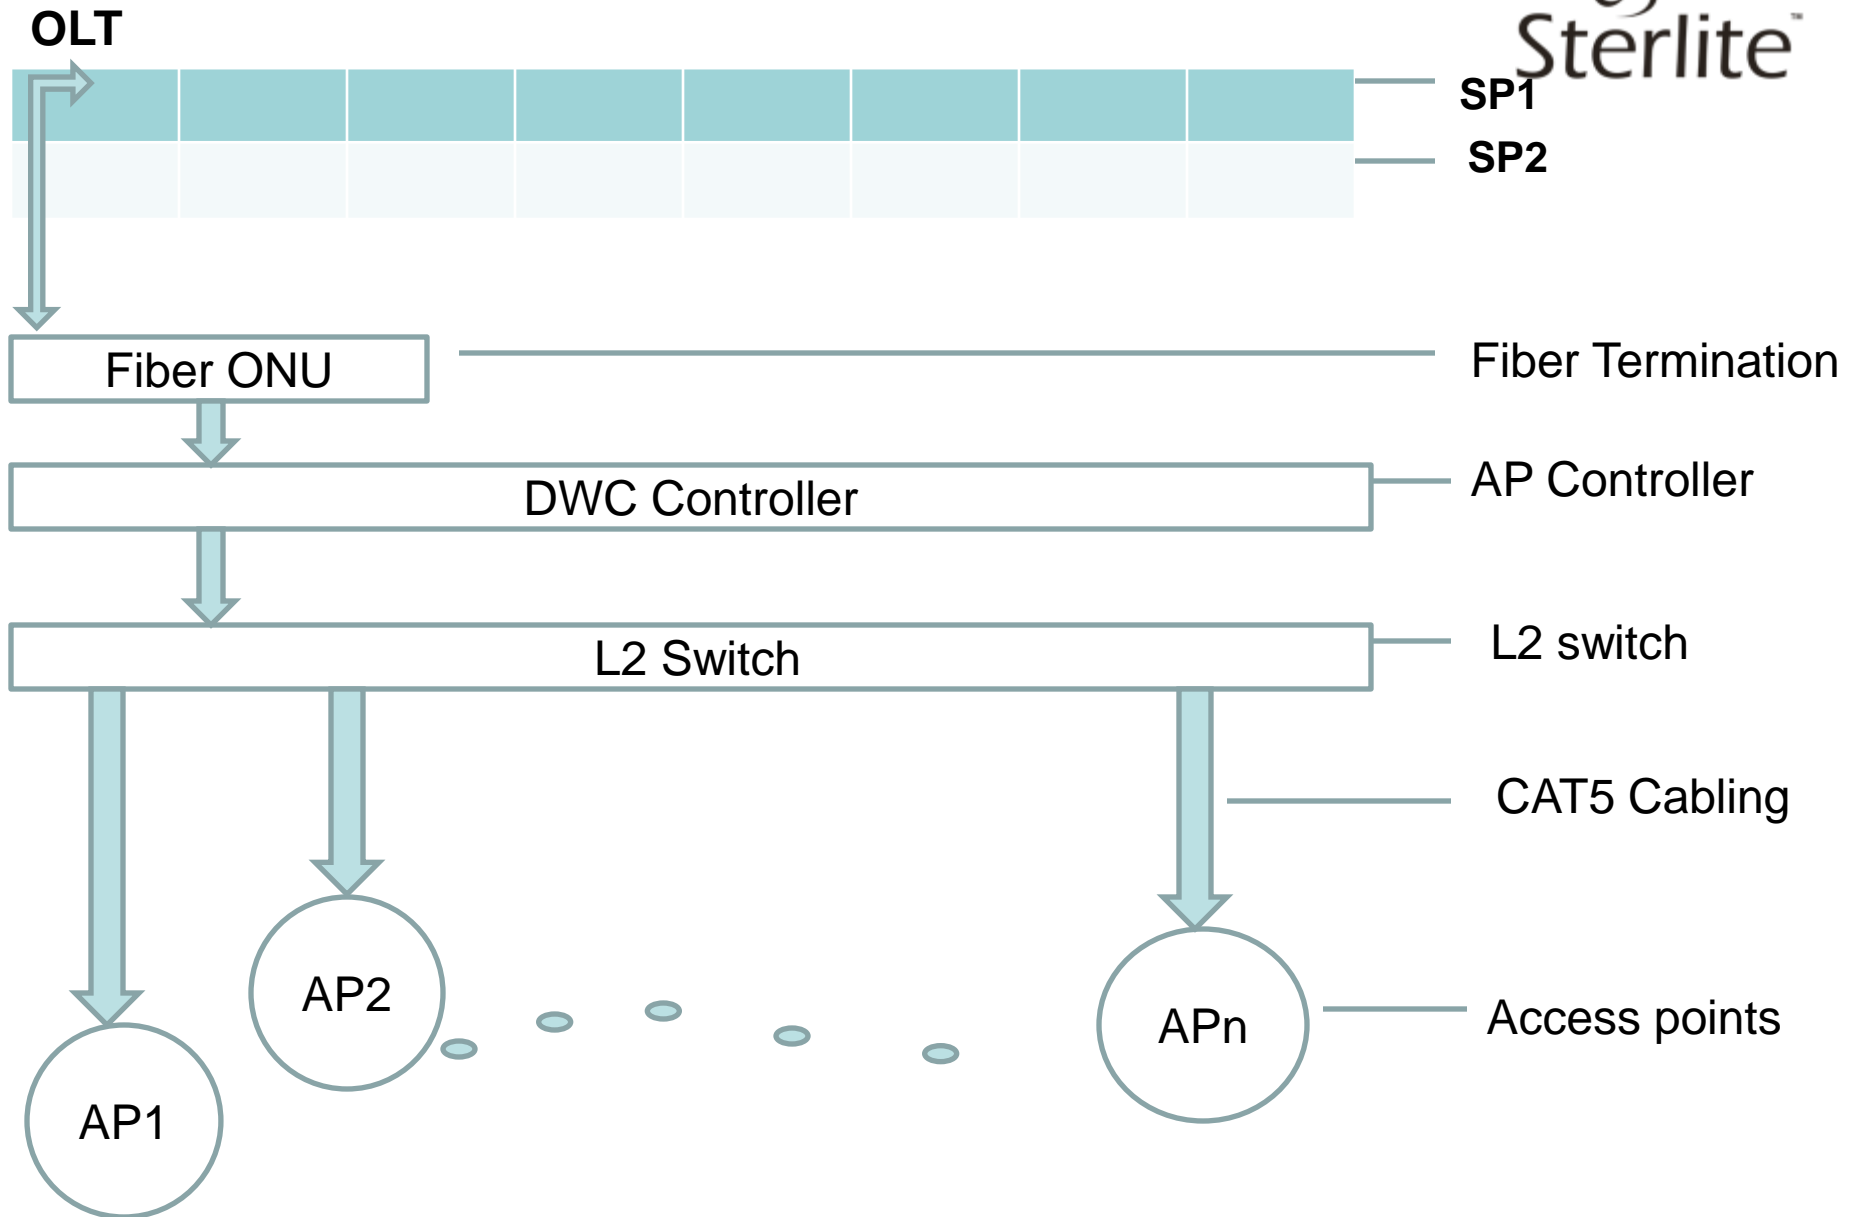 OLT
Sterlite™
SP1
SP2
Fiber ONU
Fiber Termination
DWC Controller
AP Controller
L2 Switch
L2 switch
CAT5 Cabling
AP2
APn
Access points
AP1